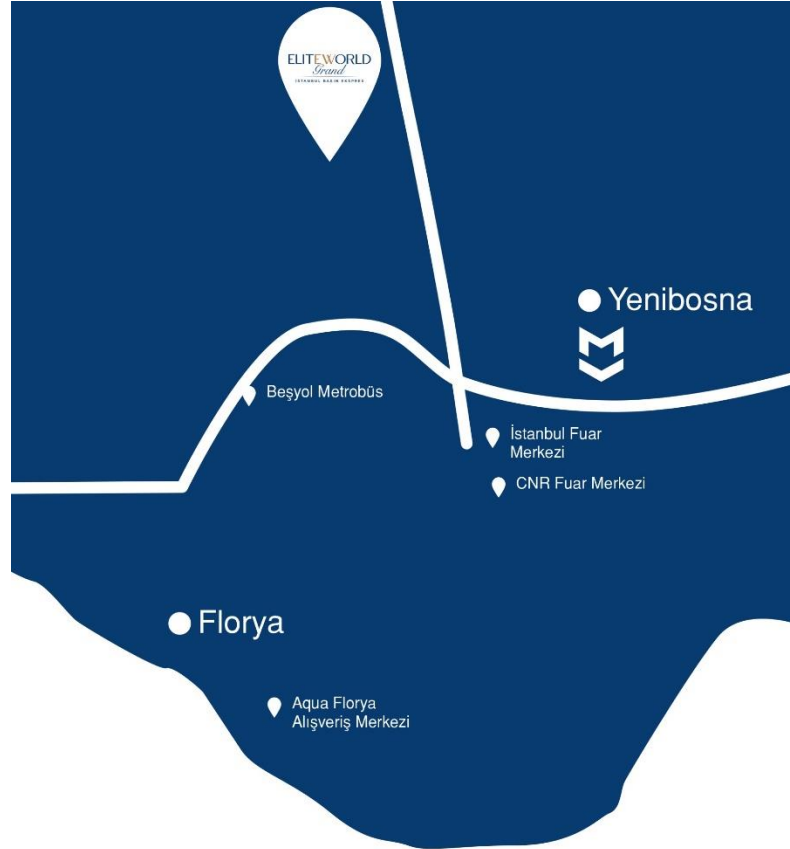 ELITEWORLD
Grand
ISTANBUL BASIN EKSPRES
Yenibosna
Beşyol Metrobüs
İstanbul Fuar
Merkezi
CNR Fuar Merkezi
Florya
Aqua Florya
Alışveriş Merkezi